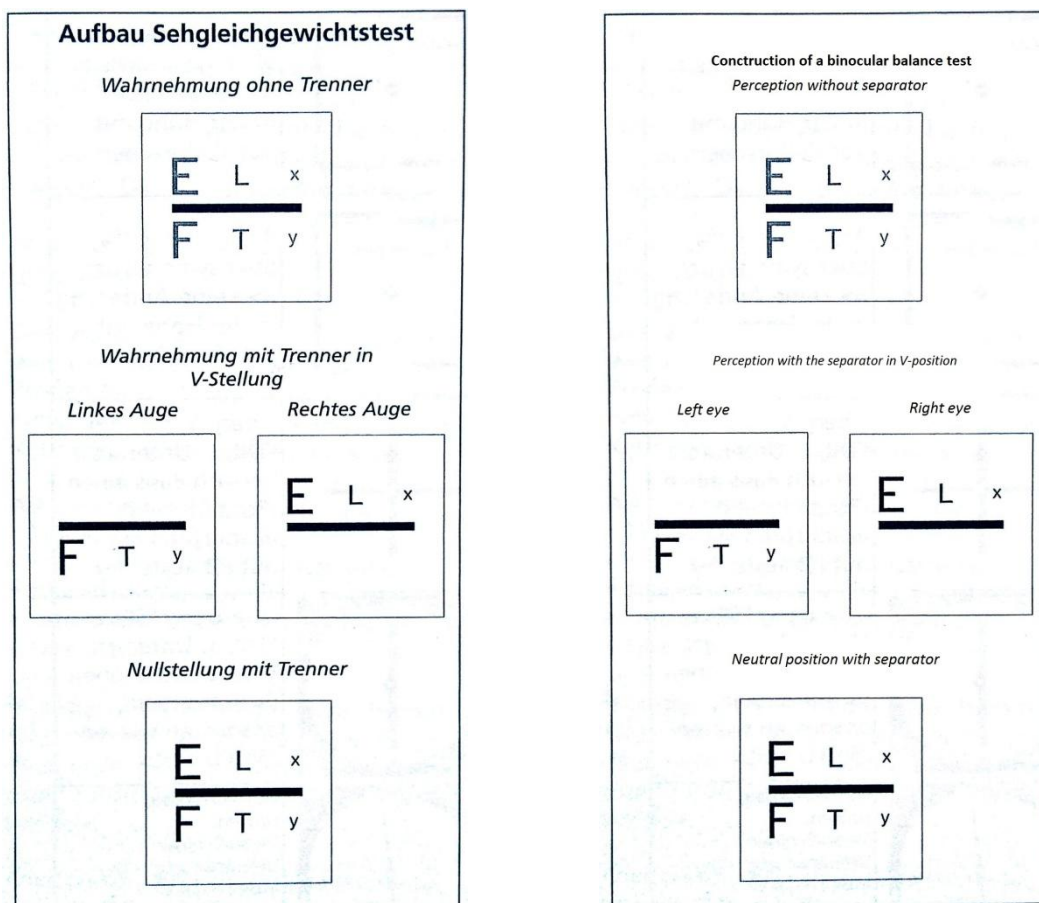 Aufbau Sehgleichgewichtstest
Wahrnehmung ohne Trenner
E L x
F T y
Wahrnehmung mit Trenner in
V-Stellung
Linkes Auge Rechtes Auge
F T y
E L x
Nullstellung mit Trenner
E L x
F T y
Construction of a binocular balance test
Perception without separator
E L x
F T y
Perception with the separator in V-position
Left eye Right eye
F T y
E L x
Neutral position with separator
E L x
F T y